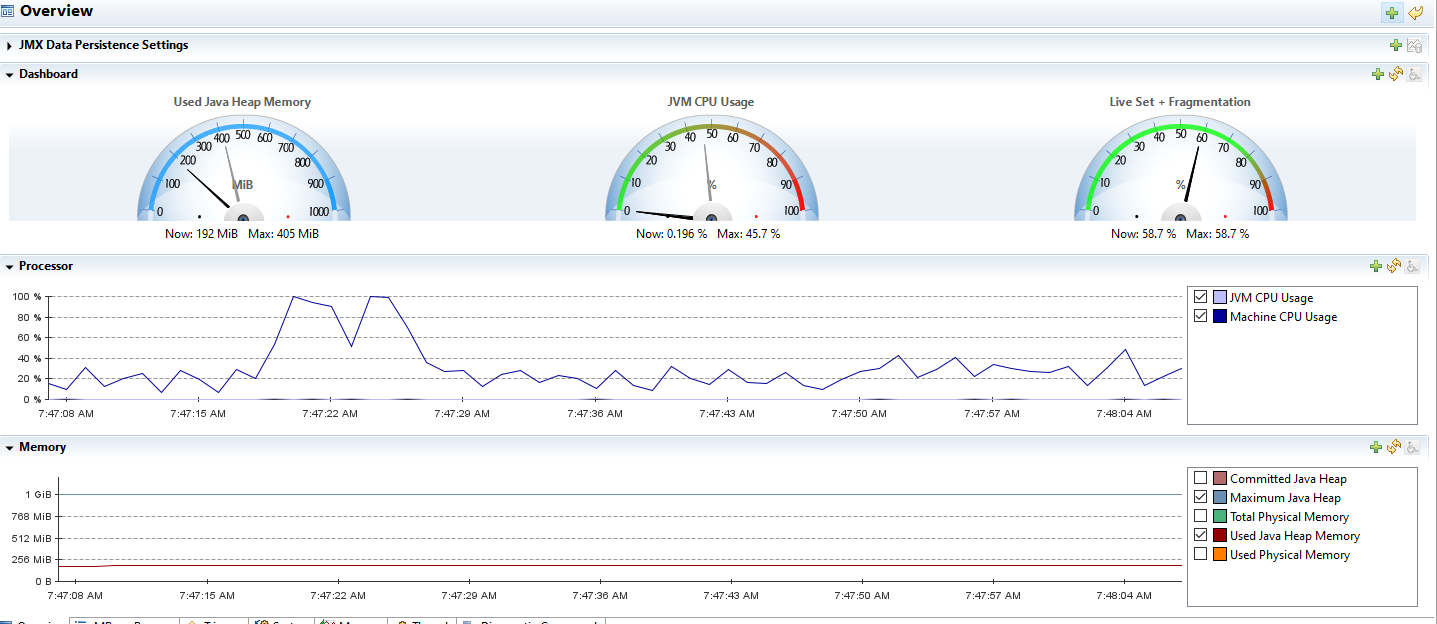 Overview
JMX Data Persistence Settings
Dashboard
Used Java Heap Memory
0 100 200 300 400 500 600 700 800 900 1000
MiB
Now: 192 MiB Max: 405 MiB
JVM CPU Usage
0 10 20 30 40 50 60 70 80 90 100
%
Now: 0.196 % Max: 45.7 %
Live Set + Fragmentation
0 10 20 30 40 50 60 70 80 90 100
%
Now: 58.7 % Max: 58.7 %
Processor
100 %
80 %
60 %
40 %
20 %
0 %
7:47:08 AM 7:47:15 AM 7:47:22 AM 7:47:29 AM 7:47:36 AM 7:47:43 AM 7:47:50 AM 7:47:57 AM 7:48:04 AM
JVM CPU Usage
Machine CPU Usage
Memory
1 GiB
768 MiB
512 MiB
256 MiB
0 B
7:47:08 AM 7:47:15 AM 7:47:22 AM 7:47:29 AM 7:47:36 AM 7:47:43 AM 7:47:50 AM 7:47:57 AM 7:48:04 AM
Committed Java Heap
Maximum Java Heap
Total Physical Memory
Used Java Heap Memory
Used Physical Memory